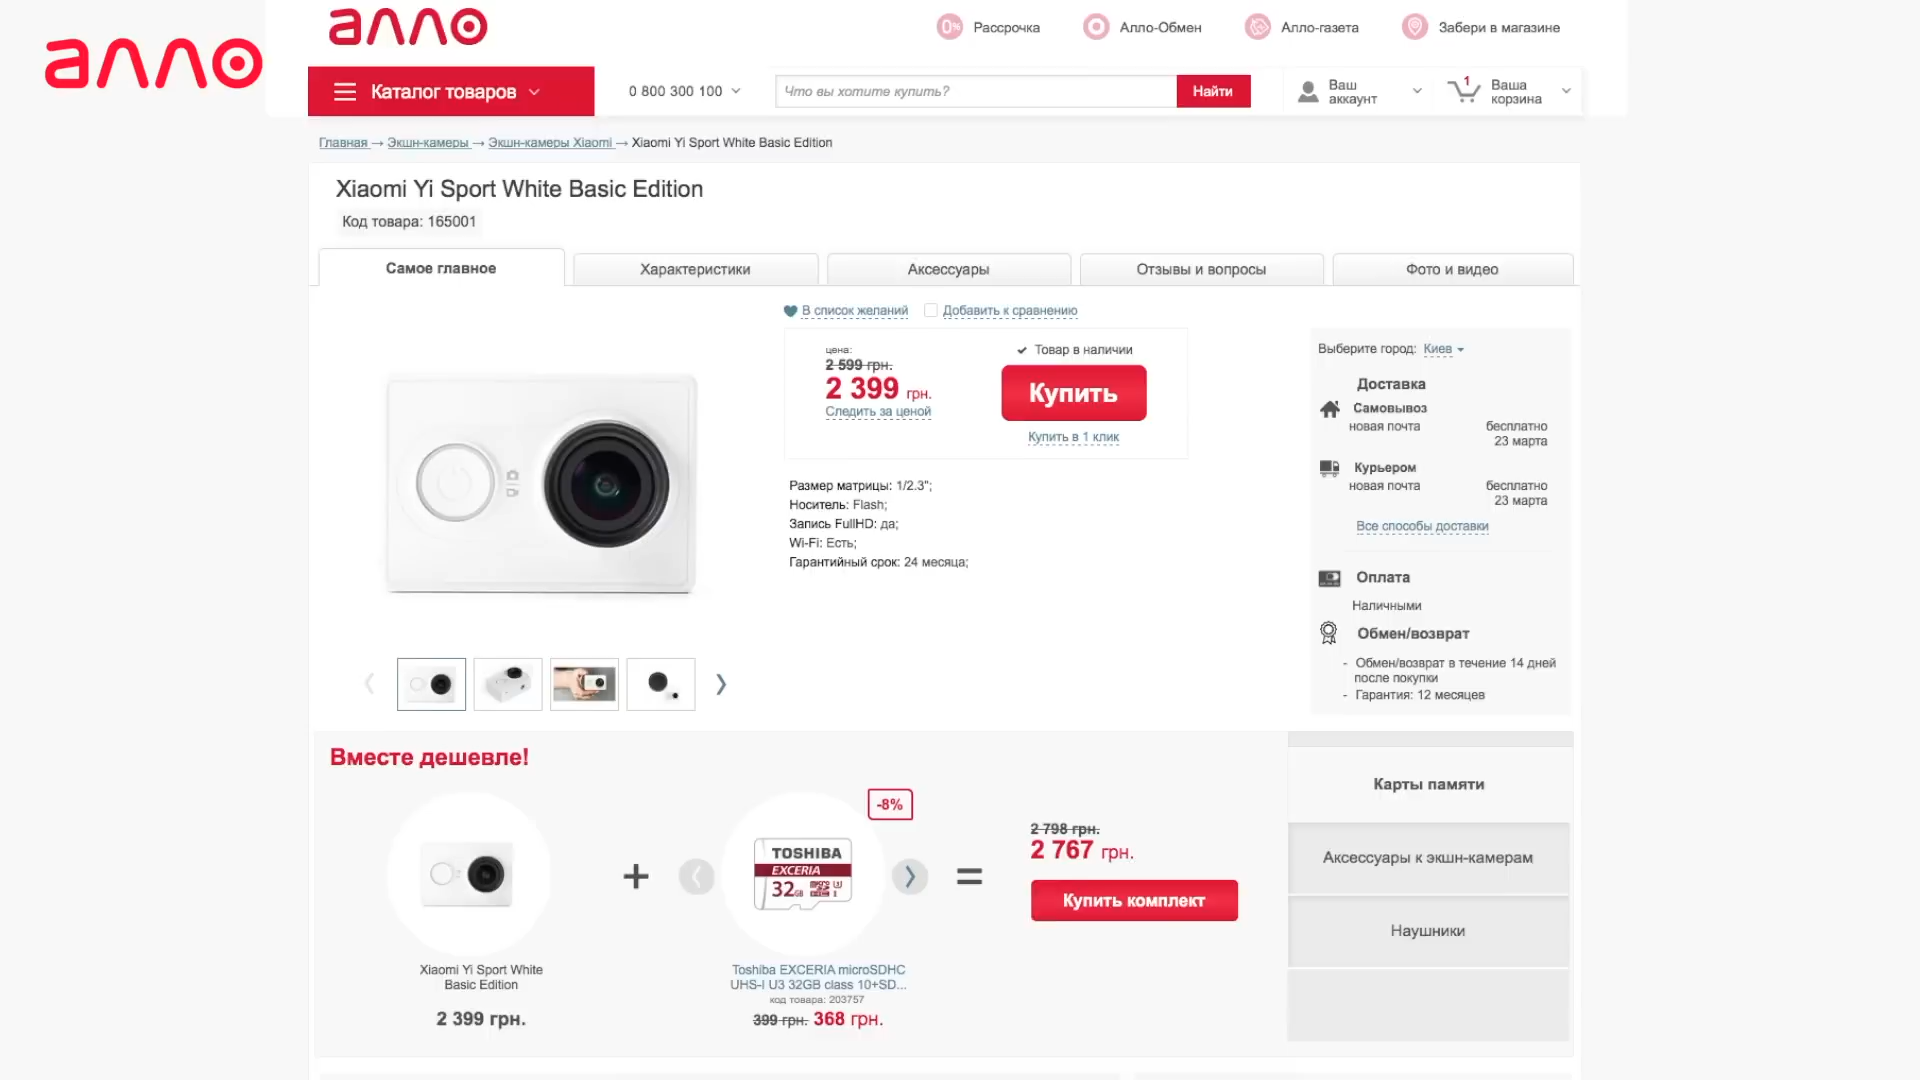 алло
алло
0% Рассрочка
Алло-Обмен
Алло-газета
Забери в магазине
Каталог товаров
0 800 300 100
Что вы хотите купить?
Найти
Ваш
аккаунт
1
Ваша
корзина
Главная → Экшн-камеры → Экшн-камеры Xiaomi → Xiaomi Yi Sport White Basic Edition
Xiaomi Yi Sport White Basic Edition
Код товара: 165001
Самое главное
Характеристики
Аксессуары
Отзывы и вопросы
Фото и видео
В список желаний
Добавить к сравнению
цена:
2 599 грн.
2 399 грн.
Следить за ценой
Товар в наличии
Купить
Купить в 1 клик
Размер матрицы: 1/2.3";
Носитель: Flash;
Запись FullHD: да;
Wi-Fi: Есть;
Гарантийный срок: 24 месяца;
Выберите город: Киев
Доставка
Самовывоз
новая почта бесплатно
23 марта
Курьером
новая почта бесплатно
23 марта
Все способы доставки
Оплата
Наличными
Обмен/возврат
- Обмен/возврат в течение 14 дней
после покупки
- Гарантия: 12 месяцев
Вместе дешевле!
-8%
TOSHIBA
EXCERIA
32GB
2 798 грн.
2 767 грн.
Купить комплект
Xiaomi Yi Sport White
Basic Edition
2 399 грн.
Toshiba EXCERIA microSDHC
UHS-I U3 32GB class 10+SD...
код товара: 203757
399 грн. 368 грн.
Карты памяти
Аксессуары к экшн-камерам
Наушники